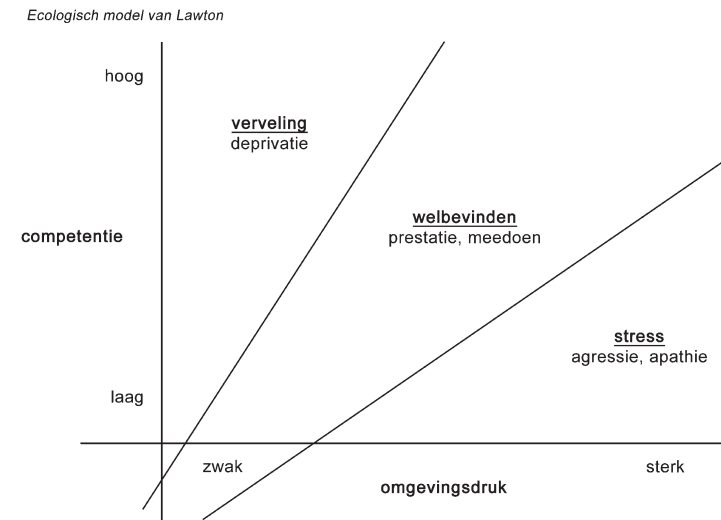 Ecologisch model van Lawton
hoog
verveling
deprivatie
welbevinden
competentie
prestatie, meedoen
stress
agressie, apathie
laag
zwak
sterk
omgevingsdruk